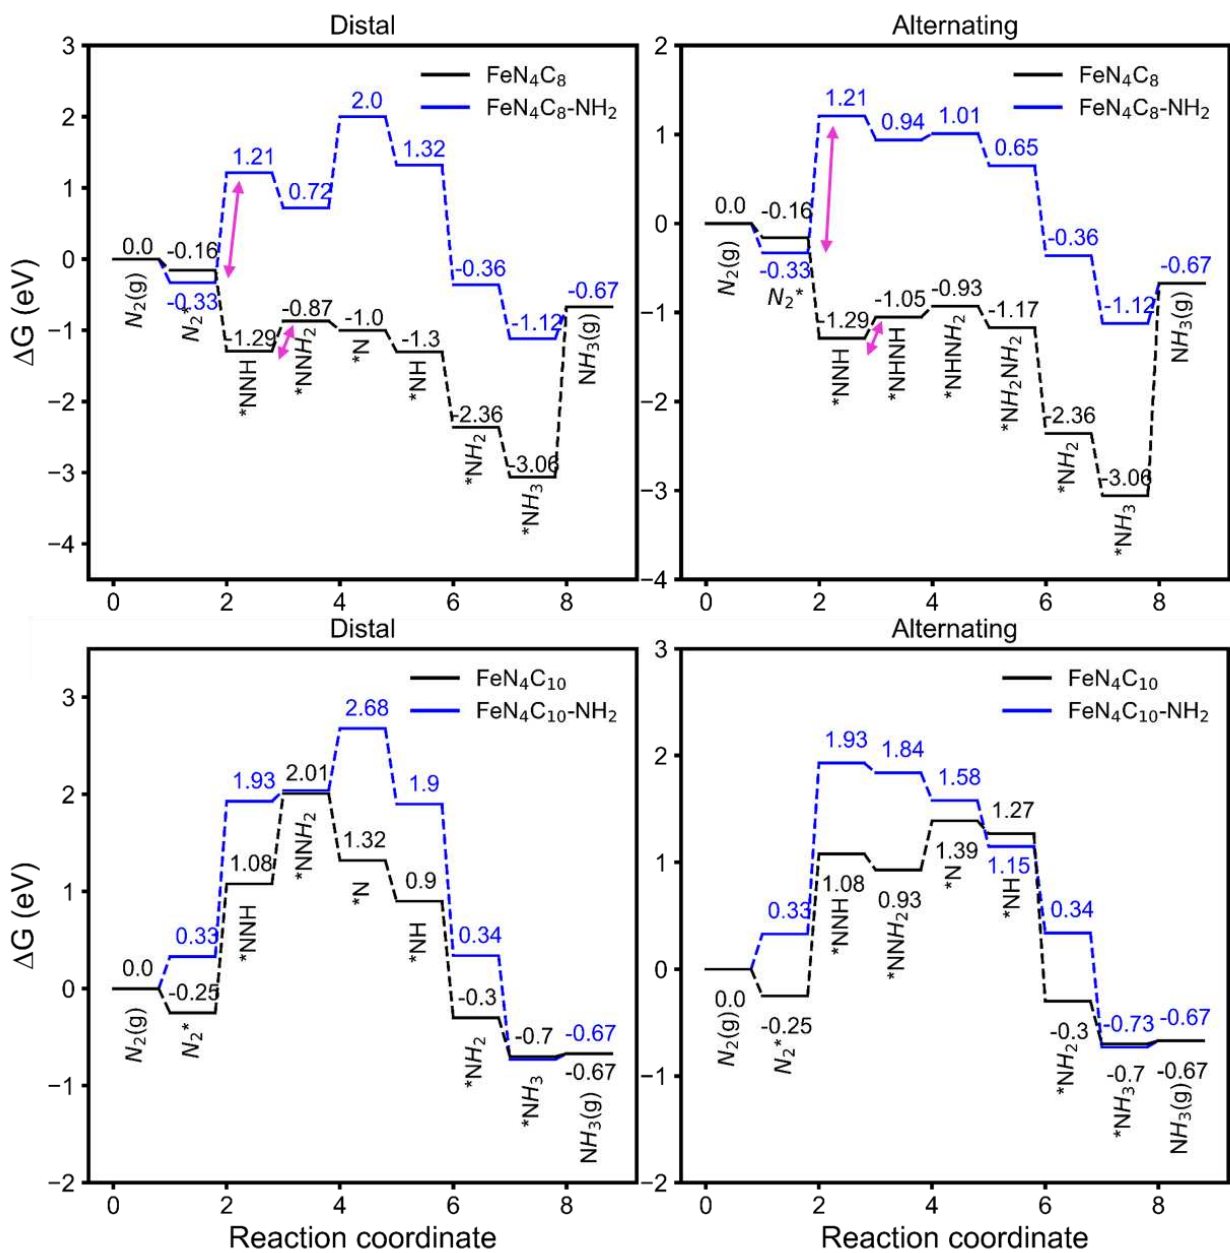 Distal
3
2
1
0
−1
−2
−3
−4
ΔG (eV)
FeN₄C₈
FeN₄C₈-NH₂
0.0
-0.16
-0.33
1.21
0.72
2.0
1.32
-0.36
-1.12
-0.67
-1.29
-0.87
-1.0
-1.3
-2.36
-3.06
N₂(g)
N₂*
*NNH
*NNH₂
*N
*NH
*NH₂
*NH₃
NH₃(g)
0 2 4 6 8
Alternating
2
1
0
−1
−2
−3
−4
FeN₄C₈
FeN₄C₈-NH₂
0.0
-0.16
-0.33
1.21
0.94
1.01
0.65
-0.36
-1.12
-0.67
-1.29
-1.05
-0.93
-1.17
-2.36
-3.06
N₂(g)
N₂*
*NNH
*NHNH
*NHNH₂
*NH₂NH₂
*NH₂
*NH₃
NH₃(g)
0 2 4 6 8
Distal
3
2
1
0
−1
−2
ΔG (eV)
FeN₄C₁₀
FeN₄C₁₀-NH₂
0.0
0.33
-0.25
1.93
1.08
2.01
2.68
1.32
1.9
0.9
0.34
-0.3
-0.7
-0.67
-0.67
N₂(g)
N₂*
*NNH
*NNH₂
*N
*NH
*NH₂
*NH₃
NH₃(g)
0 2 4 6 8
Reaction coordinate
Alternating
3
2
1
0
−1
−2
FeN₄C₁₀
FeN₄C₁₀-NH₂
0.0
0.33
-0.25
1.93
1.08
1.84
0.93
1.58
1.39
1.27
1.15
0.34
-0.3
-0.73
-0.7
-0.67
-0.67
N₂(g)
N₂*
*NNH
*NNH₂
*N
*NH
*NH₂
*NH₃
NH₃(g)
0 2 4 6 8
Reaction coordinate